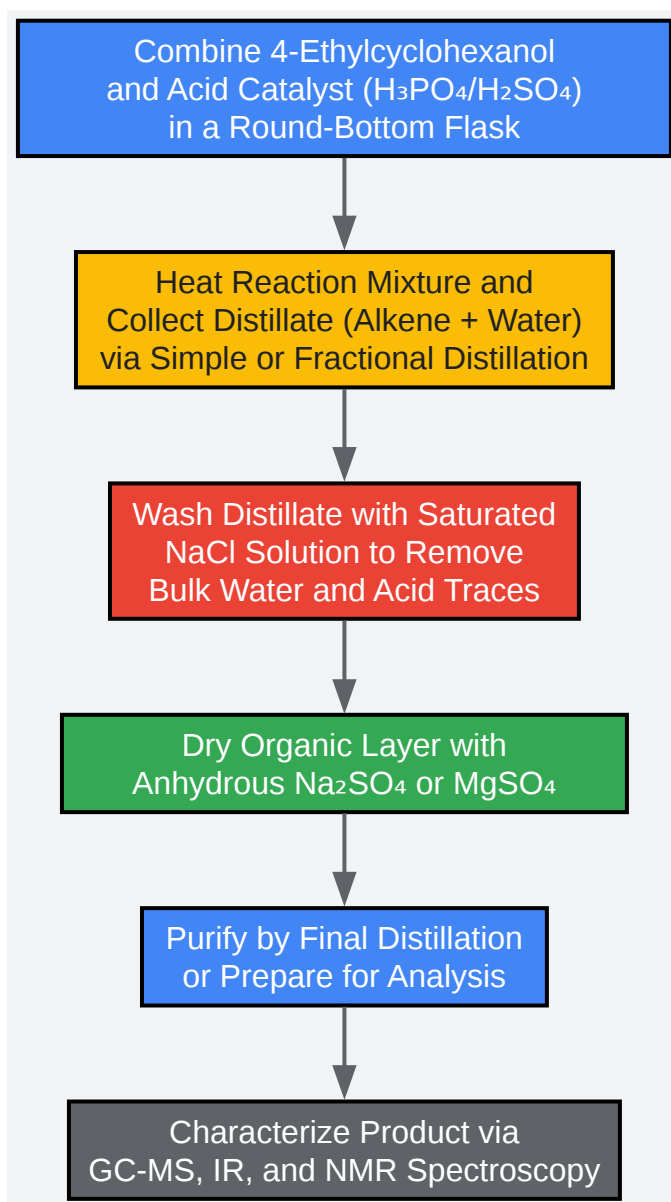 Combine 4-Ethylcyclohexanol
and Acid Catalyst (H₃PO₄/H₂SO₄)
in a Round-Bottom Flask
Heat Reaction Mixture and
Collect Distillate (Alkene + Water)
via Simple or Fractional Distillation
Wash Distillate with Saturated
NaCl Solution to Remove
Bulk Water and Acid Traces
Dry Organic Layer with
Anhydrous Na₂SO₄ or MgSO₄
Purify by Final Distillation
or Prepare for Analysis
Characterize Product via
GC-MS, IR, and NMR Spectroscopy